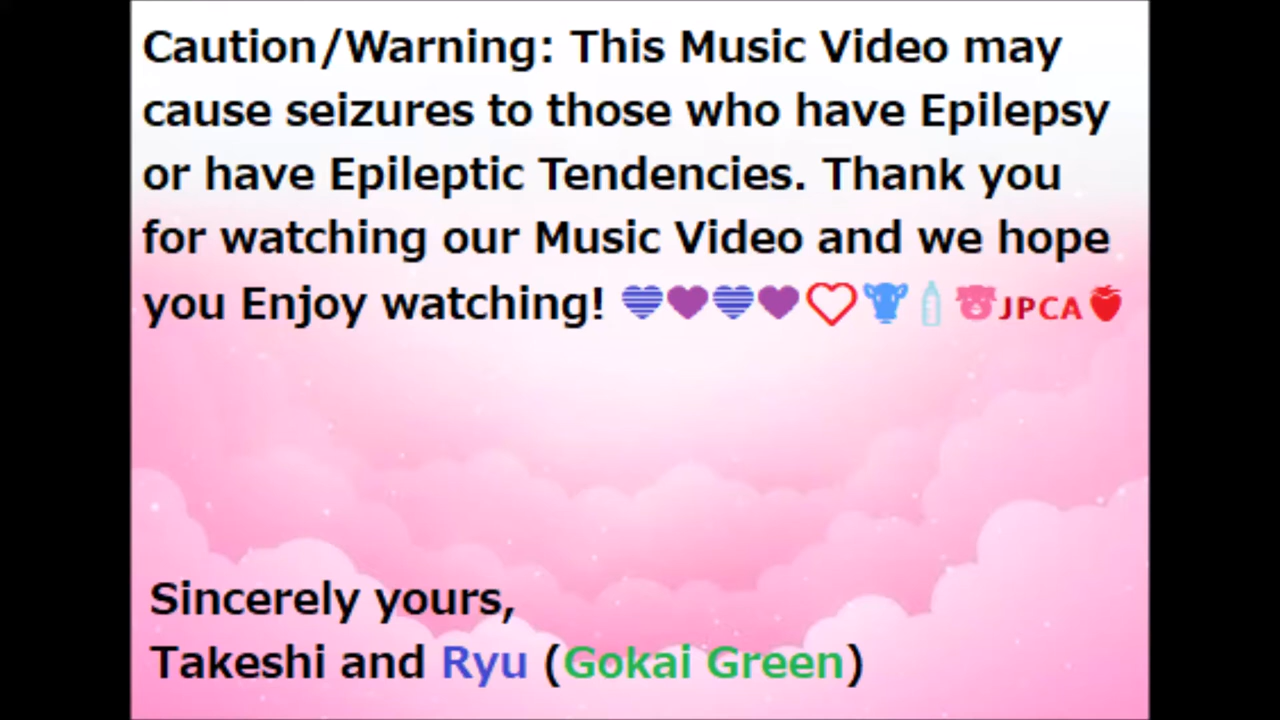 Caution/Warning: This Music Video may
cause seizures to those who have Epilepsy
or have Epileptic Tendencies. Thank you
for watching our Music Video and we hope
you Enjoy watching! JPCA
Sincerely yours,
Takeshi and Ryu (Gokai Green)